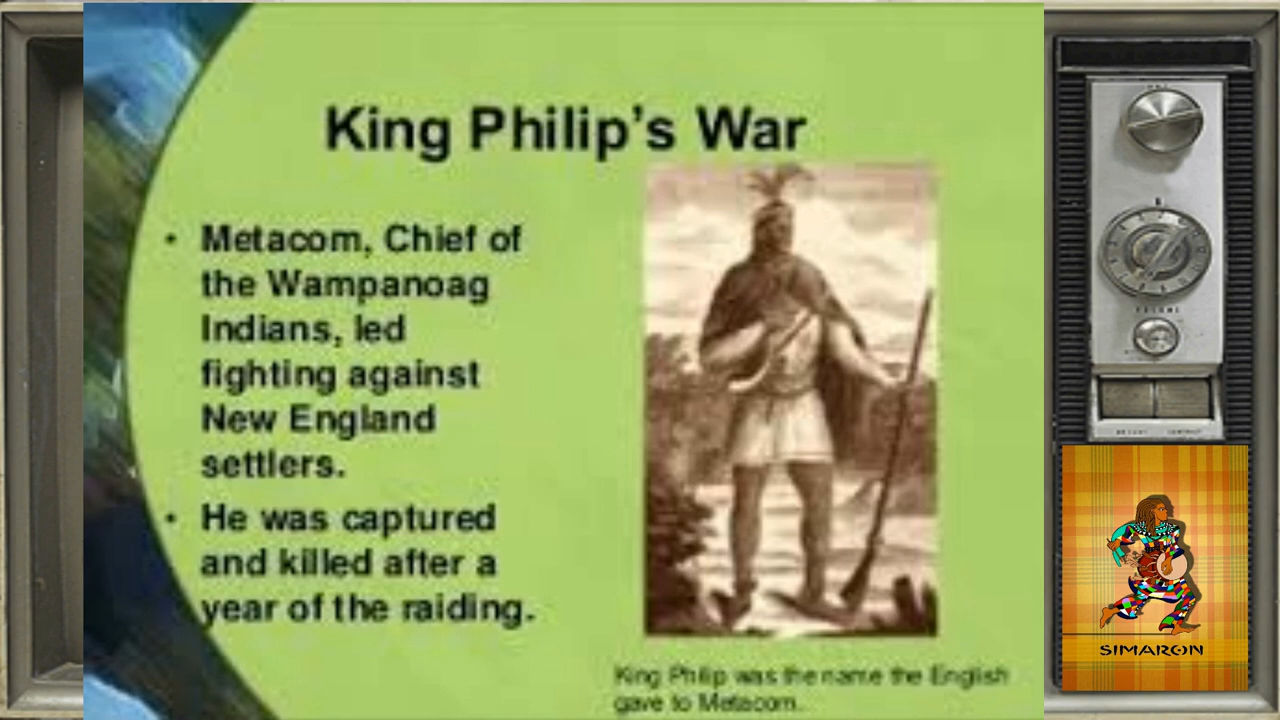 King Philip's War
• Metacom, Chief of
the Wampanoag
Indians, led
fighting against
New England
settlers.
• He was captured
and killed after a
year of the raiding.
King Philip was the name the English
gave to Metacom.
SIMARON